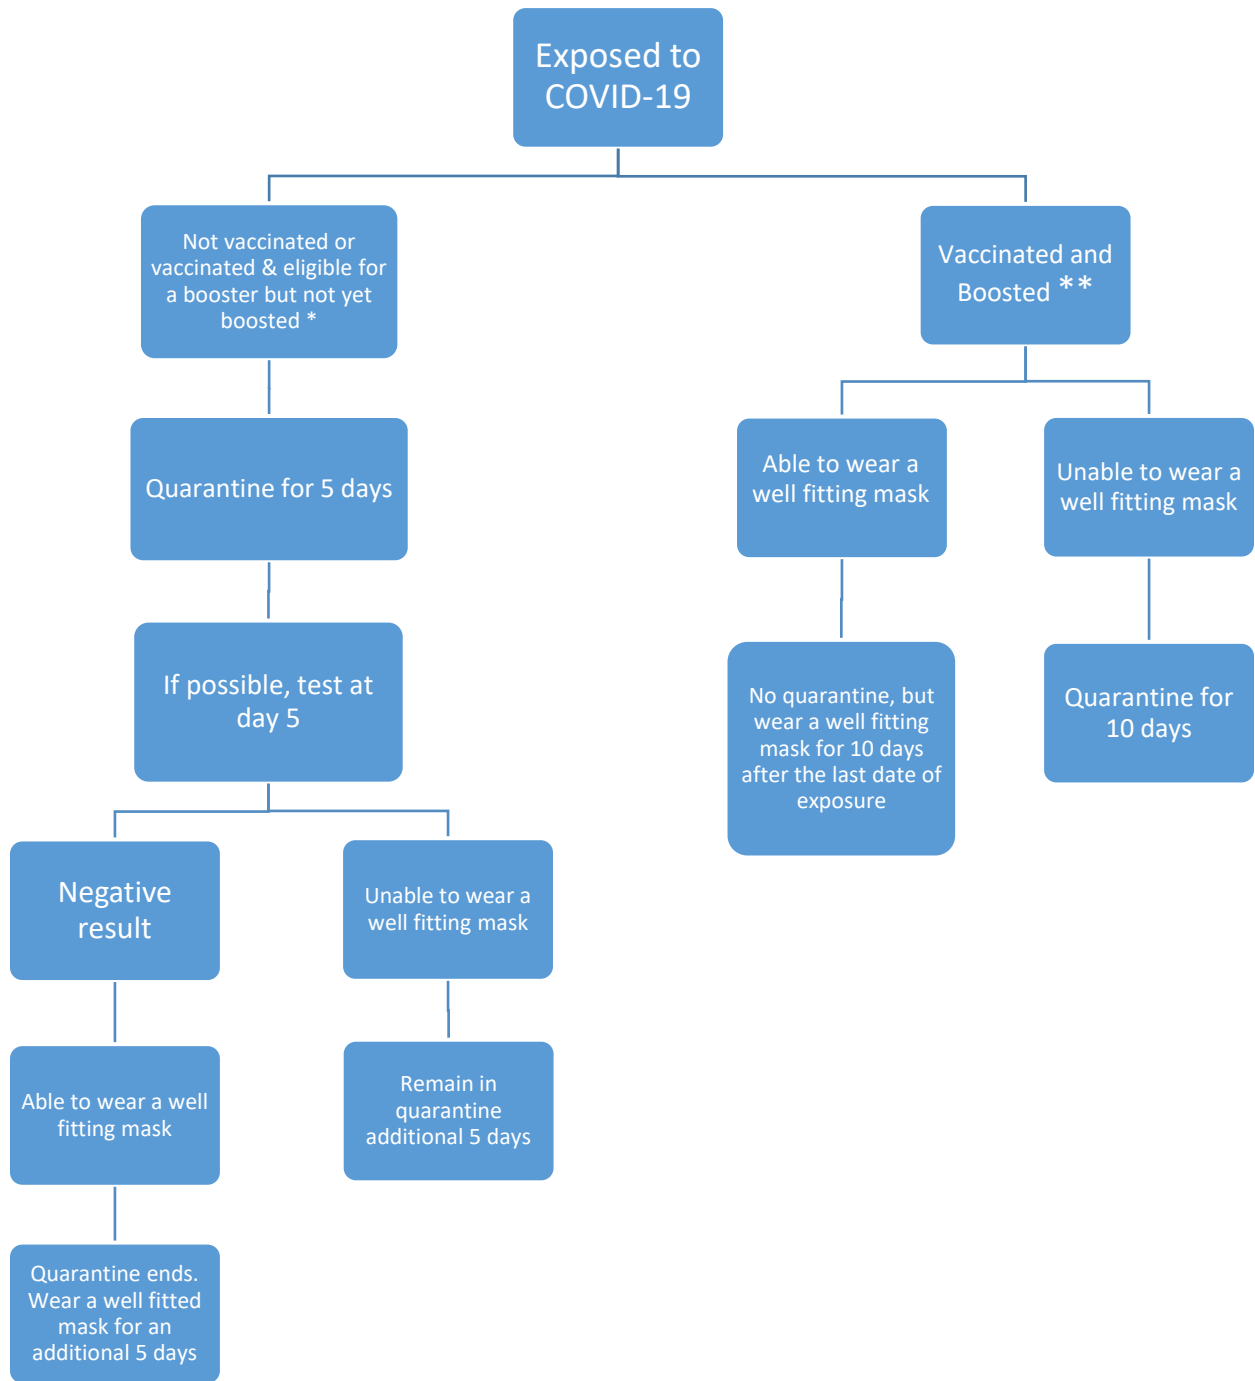 Exposed to
COVID-19
Not vaccinated or
vaccinated & eligible for
a booster but not yet
boosted *
Vaccinated and
Boosted **
Quarantine for 5 days
Able to wear a
well fitting mask
Unable to wear a
well fitting mask
If possible, test at
day 5
No quarantine, but
wear a well fitting
mask for 10 days
after the last date of
exposure
Quarantine for
10 days
Negative
result
Unable to wear a
well fitting mask
Able to wear a well
fitting mask
Remain in
quarantine
additional 5 days
Quarantine ends.
Wear a well fitted
mask for an
additional 5 days